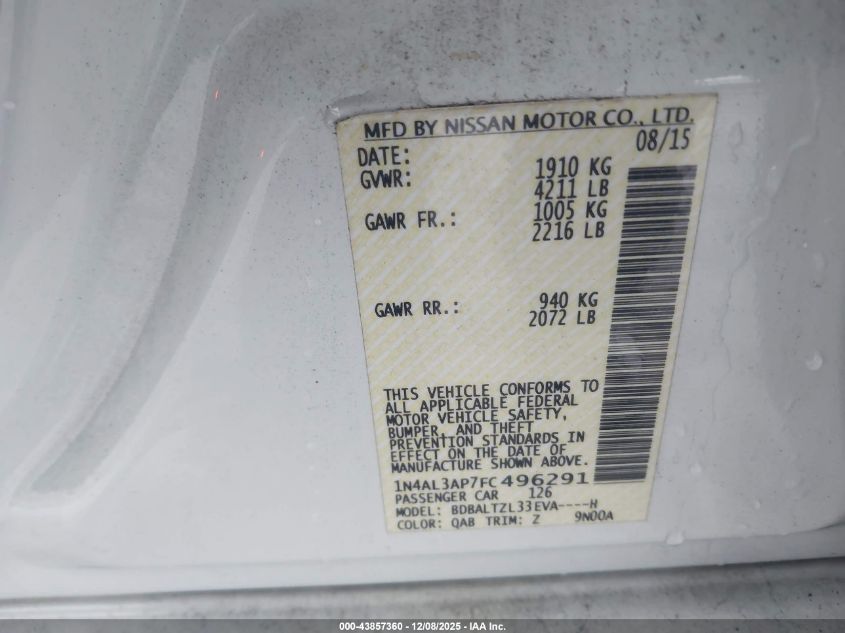 MFD BY NISSAN MOTOR CO., LTD.
DATE: 08/15
GVWR: 1910 KG
4211 LB
GAWR FR.: 1005 KG
2216 LB
GAWR RR.: 940 KG
2072 LB
THIS VEHICLE CONFORMS TO
ALL APPLICABLE FEDERAL
MOTOR VEHICLE SAFETY,
BUMPER, AND THEFT
PREVENTION STANDARDS IN
EFFECT ON THE DATE OF
MANUFACTURE SHOWN ABOVE.
1N4AL3AP7FC496291
PASSENGER CAR 126
MODEL: BDBALTZL33EVA----H
COLOR: QAB TRIM: Z 9N00A
000-43857360 - 12/08/2025 - IAA Inc.